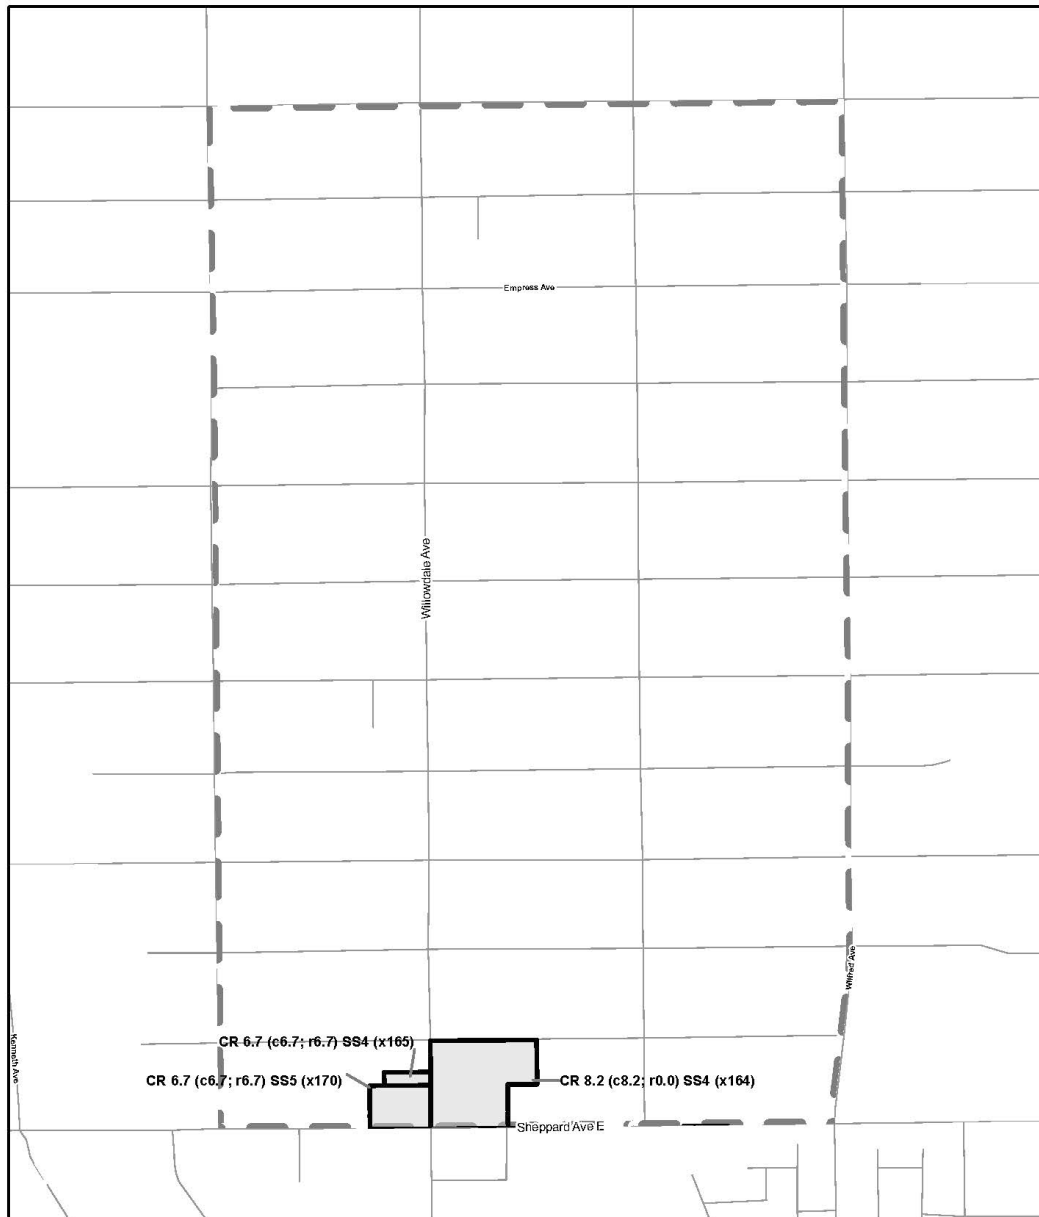 Empress Ave
Willowdale Ave
Wilfred Ave
Kenneth Ave
CR 6.7 (c6.7; r6.7) SS4 (x165)
CR 6.7 (c6.7; r6.7) SS5 (x170)
CR 8.2 (c8.2; r0.0) SS4 (x164)
Sheppard Ave E